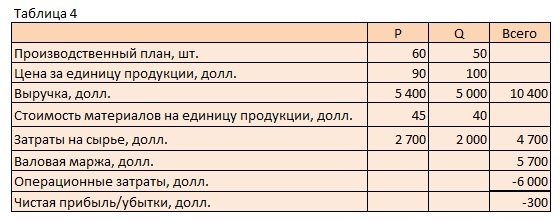 Таблица 4
P Q Всего
Производственный план, шт. 60 50
Цена за единицу продукции, долл. 90 100
Выручка, долл. 5 400 5 000 10 400
Стоимость материалов на единицу продукции, долл. 45 40
Затраты на сырье, долл. 2 700 2 000 4 700
Валовая маржа, долл. 5 700
Операционные затраты, долл. -6 000
Чистая прибыль/убытки, долл. -300